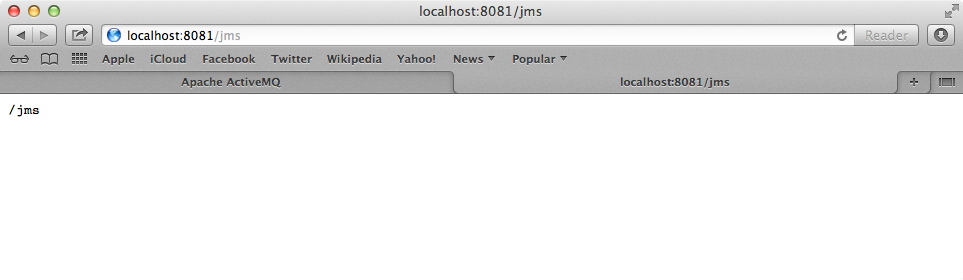 localhost:8081/jms
localhost:8081/jms Reader
Apple iCloud Facebook Twitter Wikipedia Yahoo! News Popular
Apache ActiveMQ localhost:8081/jms
/jms